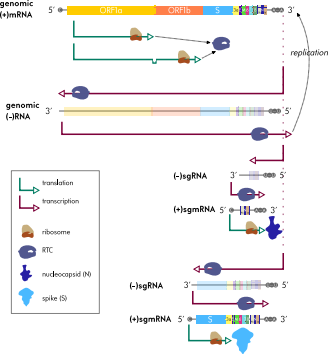 genomic
(+)mRNA
5' ORF1a ORF1b S 3'
replication
genomic
(-)RNA
3' 5'
(-)sgRNA
3' 5'
(+)sgmRNA
5' 3'
(-)sgRNA
3' 5'
(+)sgmRNA
5' S 3'
translation
transcription
ribosome
RTC
nucleocapsid (N)
spike (S)